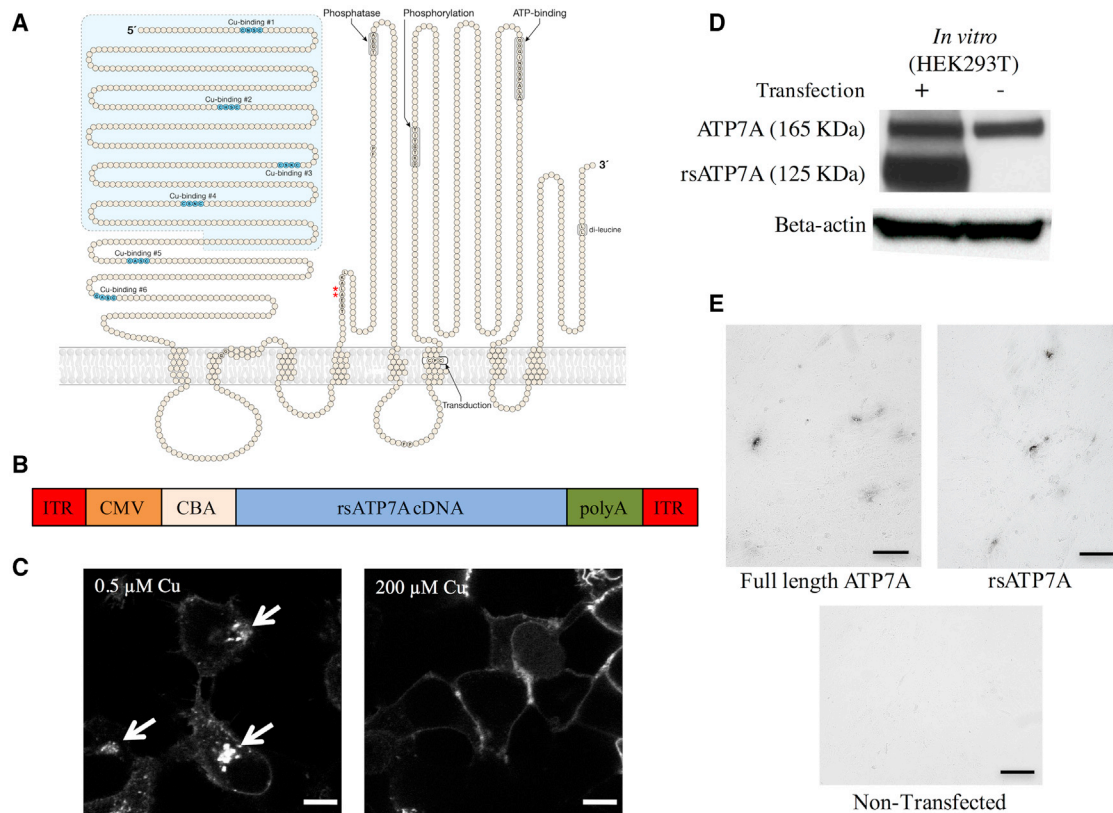 A
Cu-binding #1
5´
Cu-binding #2
Cu-binding #3
Cu-binding #4
Cu-binding #5
Cu-binding #6
Phosphatase
Phosphorylation
ATP-binding
3´
di-leucine
**
Transduction
B
ITR CMV CBA rsATP7A cDNA polyA ITR
C
0.5 µM Cu
200 µM Cu
D
In vitro
(HEK293T)
Transfection + -
ATP7A (165 KDa)
rsATP7A (125 KDa)
Beta-actin
E
Full length ATP7A
rsATP7A
Non-Transfected